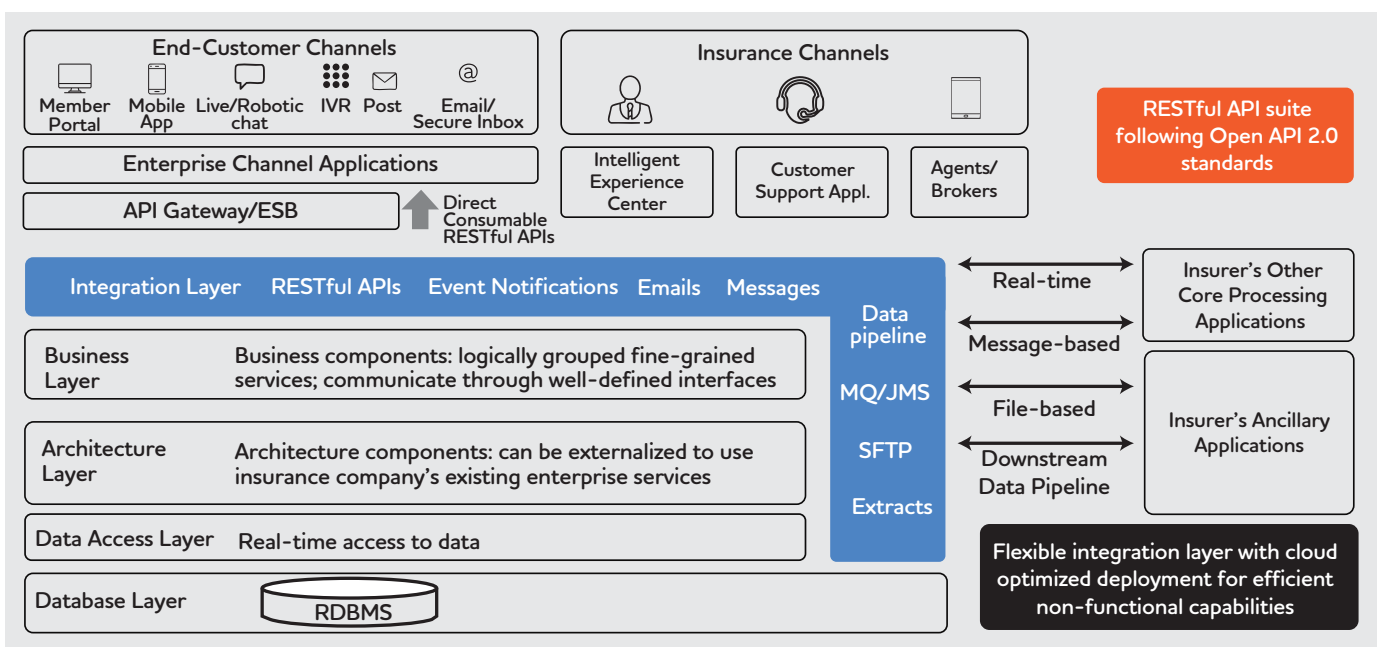 End-Customer Channels
Member
Portal
Mobile
App
Live/Robotic
chat
IVR
Post
@
Email/
Secure Inbox
Enterprise Channel Applications
API Gateway/ESB
Direct
Consumable
RESTful APIs
Insurance Channels
Intelligent
Experience
Center
Customer
Support Appl.
Agents/
Brokers
RESTful API suite
following Open API 2.0
standards
Integration Layer RESTful APIs Event Notifications Emails Messages
Data
pipeline
MQ/JMS
SFTP
Extracts
Business
Layer
Business components: logically grouped fine-grained
services; communicate through well-defined interfaces
Architecture
Layer
Architecture components: can be externalized to use
insurance company's existing enterprise services
Data Access Layer Real-time access to data
Database Layer
RDBMS
Real-time
Message-based
File-based
Downstream
Data Pipeline
Insurer's Other
Core Processing
Applications
Insurer's Ancillary
Applications
Flexible integration layer with cloud
optimized deployment for efficient
non-functional capabilities